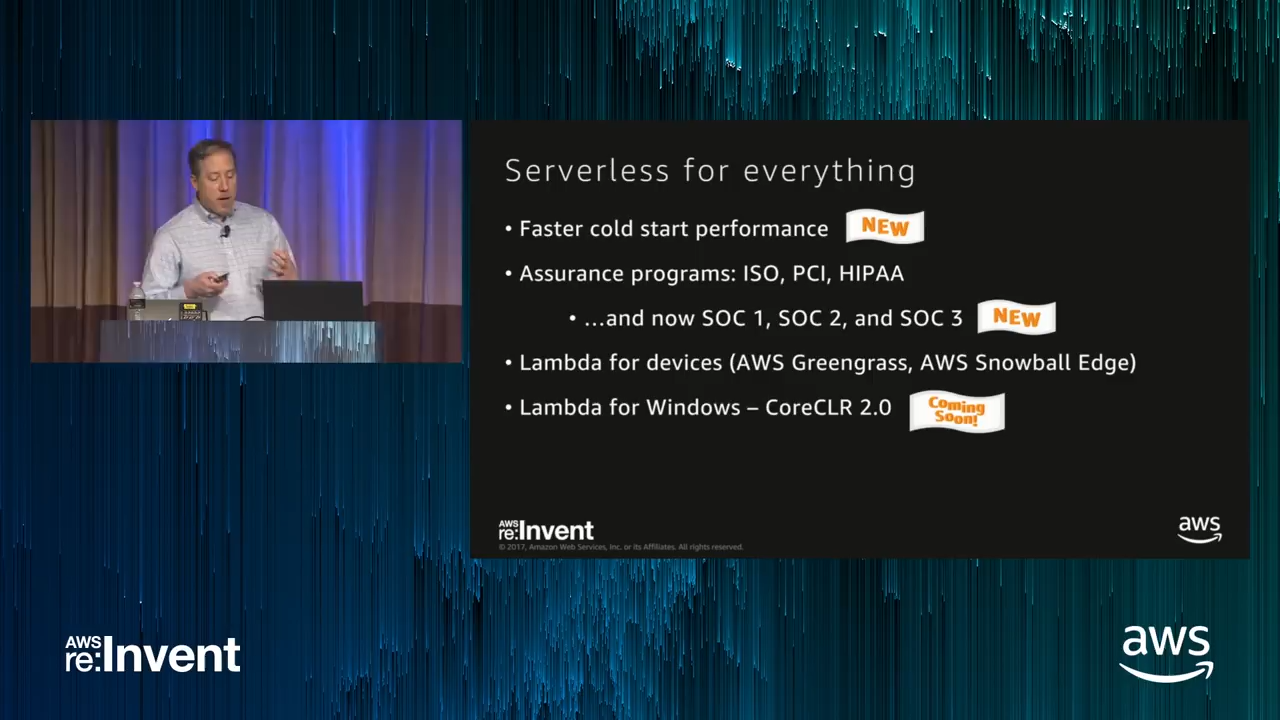 Serverless for everything
• Faster cold start performance NEW
• Assurance programs: ISO, PCI, HIPAA
• ...and now SOC 1, SOC 2, and SOC 3 NEW
• Lambda for devices (AWS Greengrass, AWS Snowball Edge)
• Lambda for Windows – CoreCLR 2.0 Coming Soon!
AWS
re:Invent
© 2017, Amazon Web Services, Inc. or its Affiliates. All rights reserved.
aws
AWS
re:Invent
aws